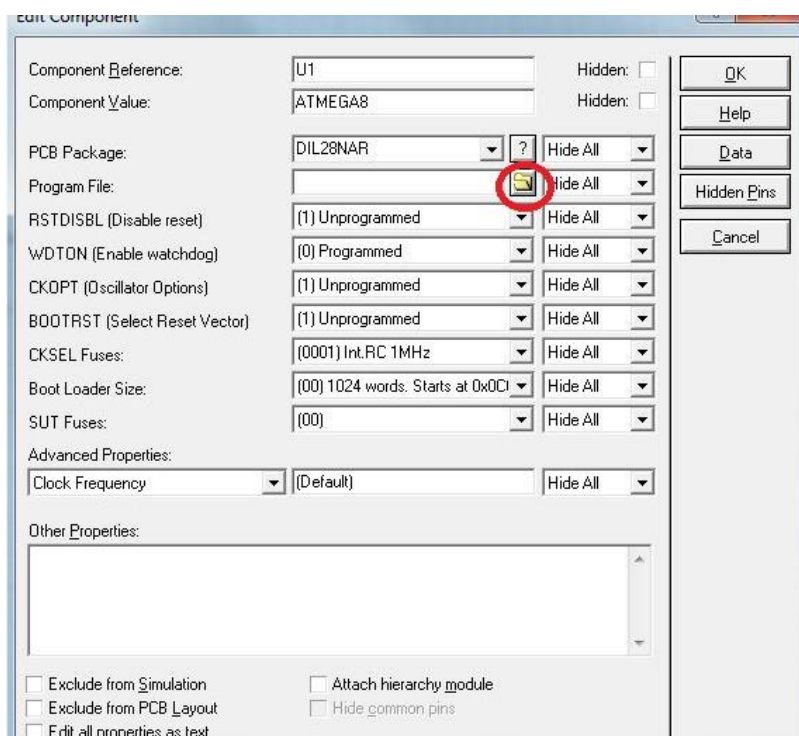 Edit Component
Component Reference: U1 Hidden:
Component Value: ATMEGA8 Hidden:
PCB Package: DIL28NAR ? Hide All
Program File: Hide All
RSTDISBL (Disable reset) (1) Unprogrammed Hide All
WDTON (Enable watchdog) (0) Programmed Hide All
CKOPT (Oscillator Options) (1) Unprogrammed Hide All
BOOTRST (Select Reset Vector) (1) Unprogrammed Hide All
CKSEL Fuses: (0001) Int.RC 1MHz Hide All
Boot Loader Size: (00) 1024 words. Starts at Hide All
SUT Fuses: (00) Hide All
Advanced Properties:
Clock Frequency (Default) Hide All
Other Properties:
Exclude from Simulation Attach hierarchy module
Exclude from PCB Layout Hide common pins
Edit all properties as text
OK
Help
Data
Hidden Pins
Cancel